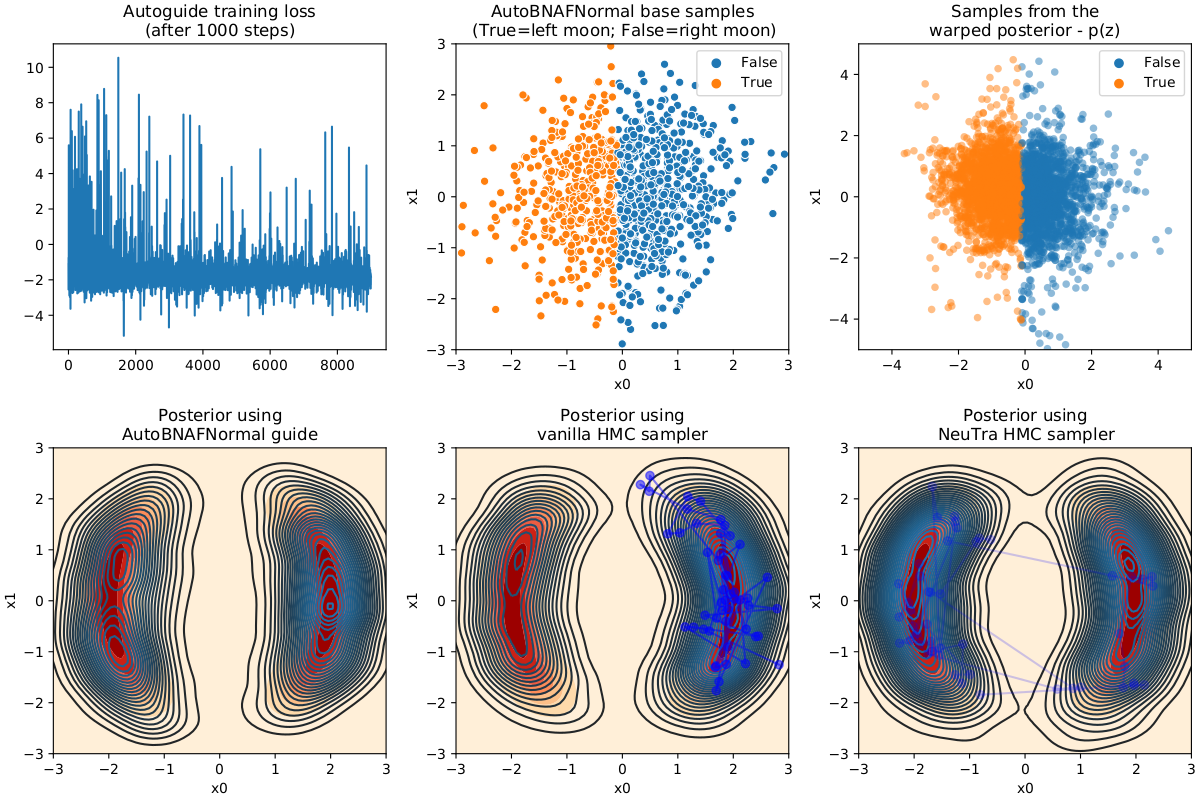 Autoguide training loss
(after 1000 steps)
10
8
6
4
2
0
−2
−4
0 2000 4000 6000 8000
AutoBNAFNormal base samples
(True=left moon; False=right moon)
False
True
3
2
1
0
−1
−2
−3
x1
−3 −2 −1 0 1 2 3
x0
Samples from the
warped posterior - p(z)
False
True
4
2
0
−2
−4
x1
−4 −2 0 2 4
x0
Posterior using
AutoBNAFNormal guide
3
2
1
0
−1
−2
−3
x1
−3 −2 −1 0 1 2 3
x0
Posterior using
vanilla HMC sampler
3
2
1
0
−1
−2
−3
x1
−3 −2 −1 0 1 2 3
x0
Posterior using
NeuTra HMC sampler
3
2
1
0
−1
−2
−3
x1
−3 −2 −1 0 1 2 3
x0